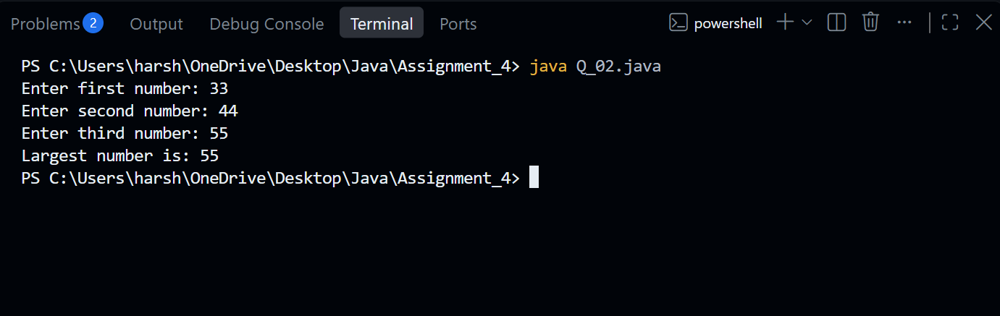 Problems 2 Output Debug Console Terminal Ports powershell
PS C:\Users\harsh\OneDrive\Desktop\Java\Assignment_4> java Q_02.java
Enter first number: 33
Enter second number: 44
Enter third number: 55
Largest number is: 55
PS C:\Users\harsh\OneDrive\Desktop\Java\Assignment_4>